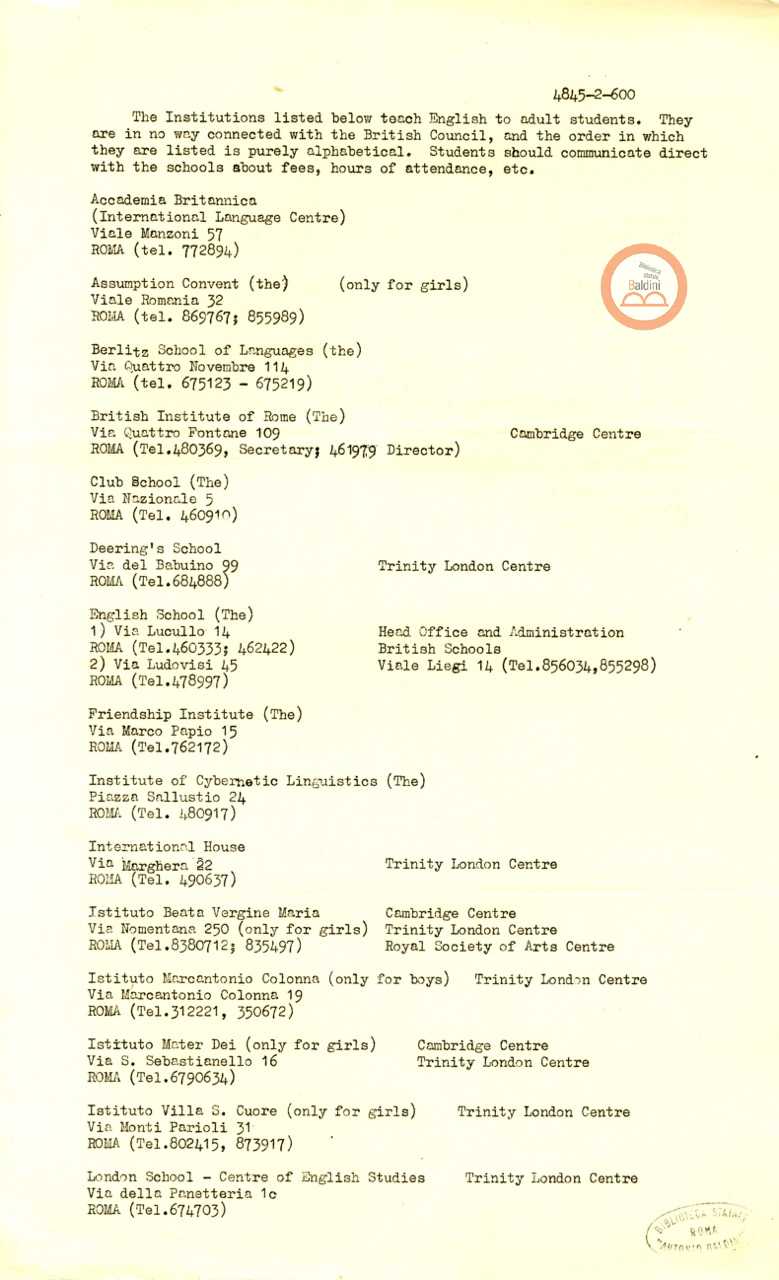 4845-2-600
The Institutions listed below teach English to adult students. They
are in no way connected with the British Council, and the order in which
they are listed is purely alphabetical. Students should communicate direct
with the schools about fees, hours of attendance, etc.
Accademia Britannica
(International Language Centre)
Viale Manzoni 57
ROMA (tel. 772894)
Assumption Convent (the) (only for girls)
Viale Romania 32
ROMA (tel. 869767; 855989)
Biblioteca
statale
Baldini
Berlitz School of Languages (the)
Via Quattro Novembre 114
ROMA (tel. 675123 - 675219)
British Institute of Rome (The)
Via Quattro Fontane 109 Cambridge Centre
ROMA (Tel.480369, Secretary; 461979 Director)
Club School (The)
Via Nazionale 5
ROMA (Tel. 460910)
Deering's School
Via del Babuino 99 Trinity London Centre
ROMA (Tel.684888)
English School (The)
1) Via Lucullo 14 Head Office and Administration
ROMA (Tel.460333; 462422) British Schools
2) Via Ludovisi 45 Viale Liegi 14 (Tel.856034,855298)
ROMA (Tel.478997)
Friendship Institute (The)
Via Marco Papio 15
ROMA (Tel.762172)
Institute of Cybernetic Linguistics (The)
Piazza Sallustio 24
ROMA (Tel. 480917)
International House
Via Marghera 22 Trinity London Centre
ROMA (Tel. 490637)
Istituto Beata Vergine Maria Cambridge Centre
Via Nomentana 250 (only for girls) Trinity London Centre
ROMA (Tel.8380712; 835497) Royal Society of Arts Centre
Istituto Marcantonio Colonna (only for boys) Trinity London Centre
Via Marcantonio Colonna 19
ROMA (Tel.312221, 350672)
Istituto Mater Dei (only for girls) Cambridge Centre
Via S. Sebastianello 16 Trinity London Centre
ROMA (Tel.6790634)
Istituto Villa S. Cuore (only for girls) Trinity London Centre
Via Monti Parioli 31
ROMA (Tel.802415, 873917)
London School - Centre of English Studies Trinity London Centre
Via della Panetteria 1c
ROMA (Tel.674703)
BIBLIOTECA
ROMA